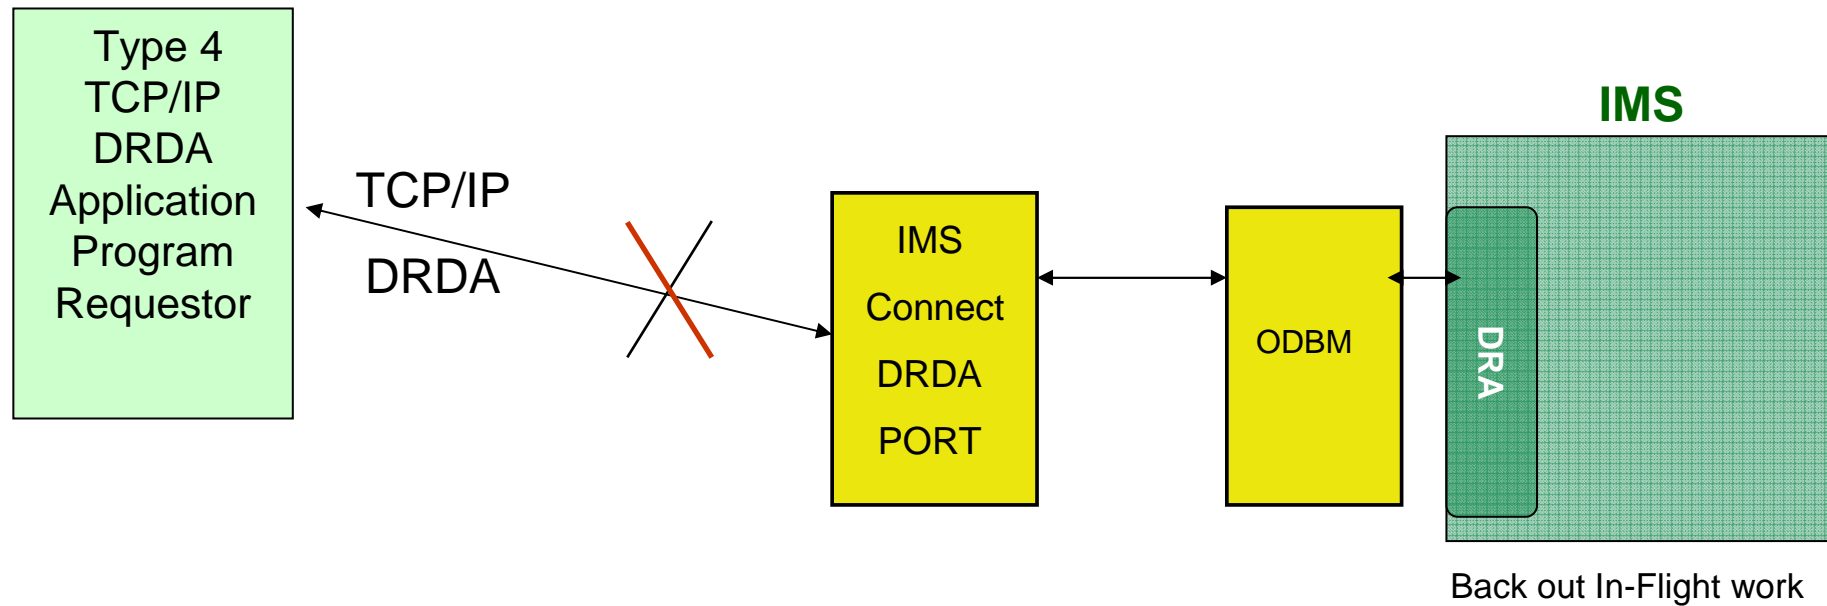 Type 4
TCP/IP
DRDA
Application
Program
Requestor
TCP/IP
DRDA
IMS
Connect
DRDA
PORT
ODBM
IMS
DRA
Back out In-Flight work